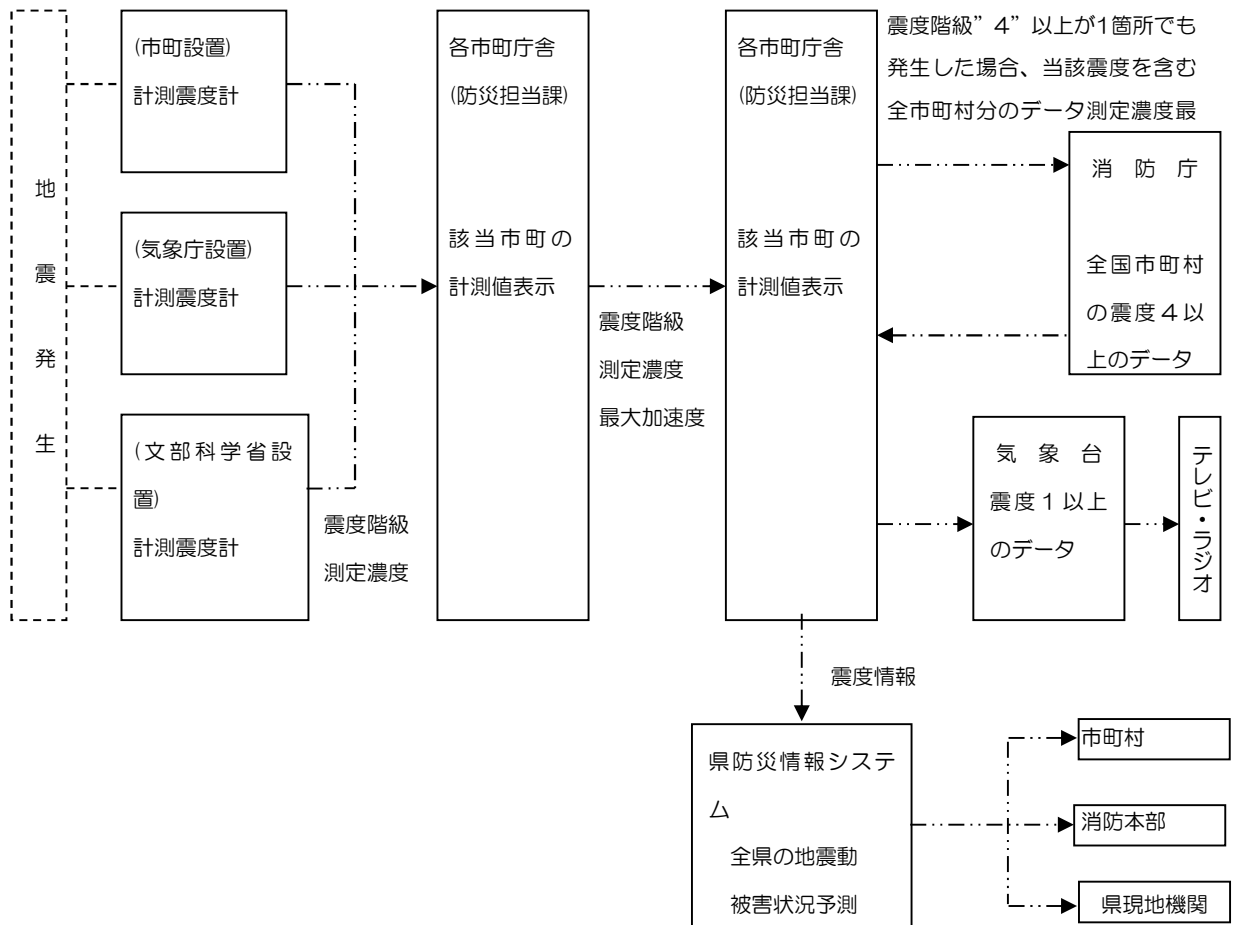 地震発生
(市町設置)
計測震度計
(気象庁設置)
計測震度計
(文部科学省設
置)
計測震度計
震度階級
測定濃度
各市町庁舎
(防災担当課)
該当市町の
計測値表示
震度階級
測定濃度
最大加速度
各市町庁舎
(防災担当課)
該当市町の
計測値表示
震度階級”4”以上が1箇所でも
発生した場合、当該震度を含む
全市町村分のデータ測定濃度最
消防庁
全国市町村
の震度4以
上のデータ
気象台
震度1以上
のデータ
テレビ・ラジオ
震度情報
県防災情報システ
ム
全県の地震動
被害状況予測
市町村
消防本部
県現地機関